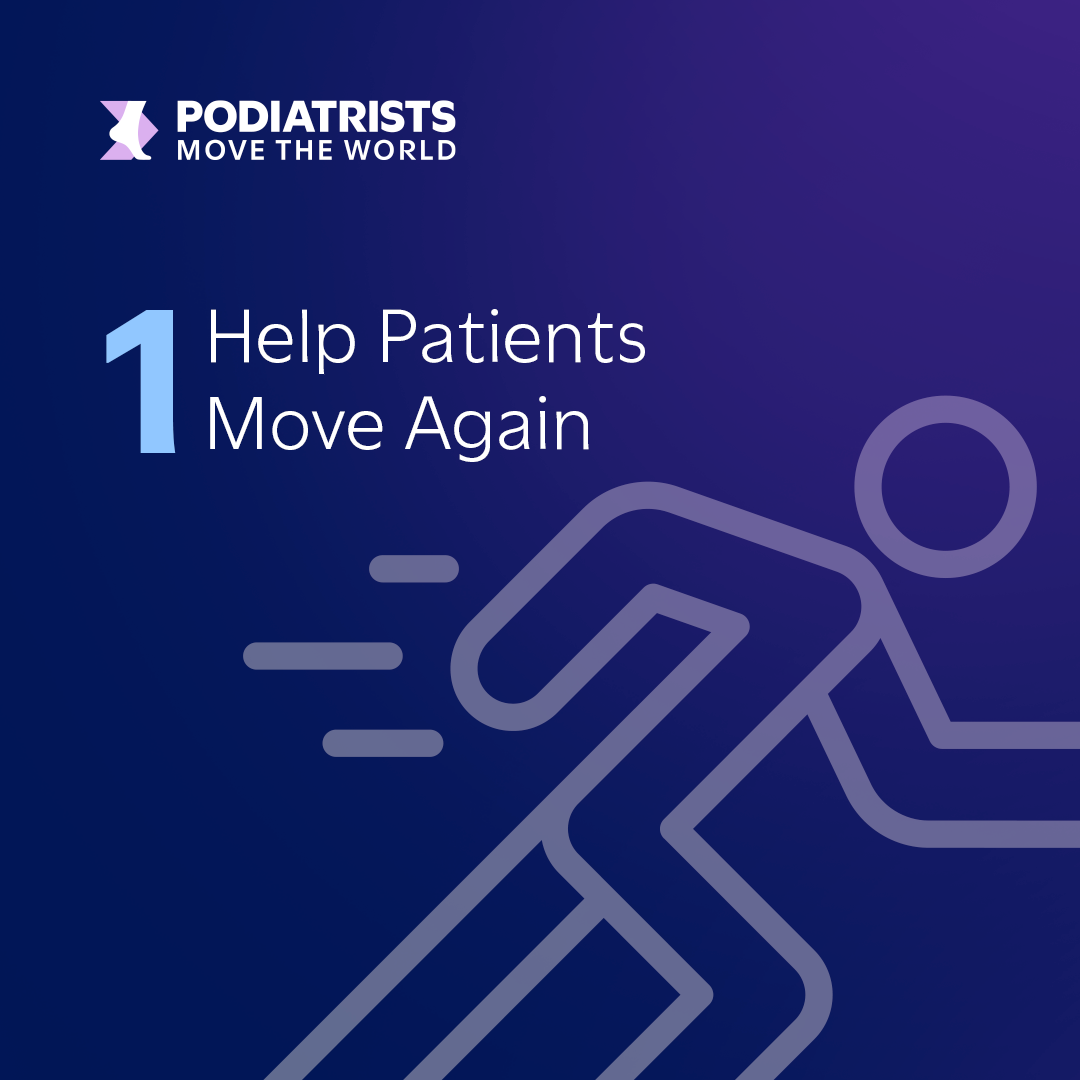 PODIATRISTS
MOVE THE WORLD
1 Help Patients
Move Again